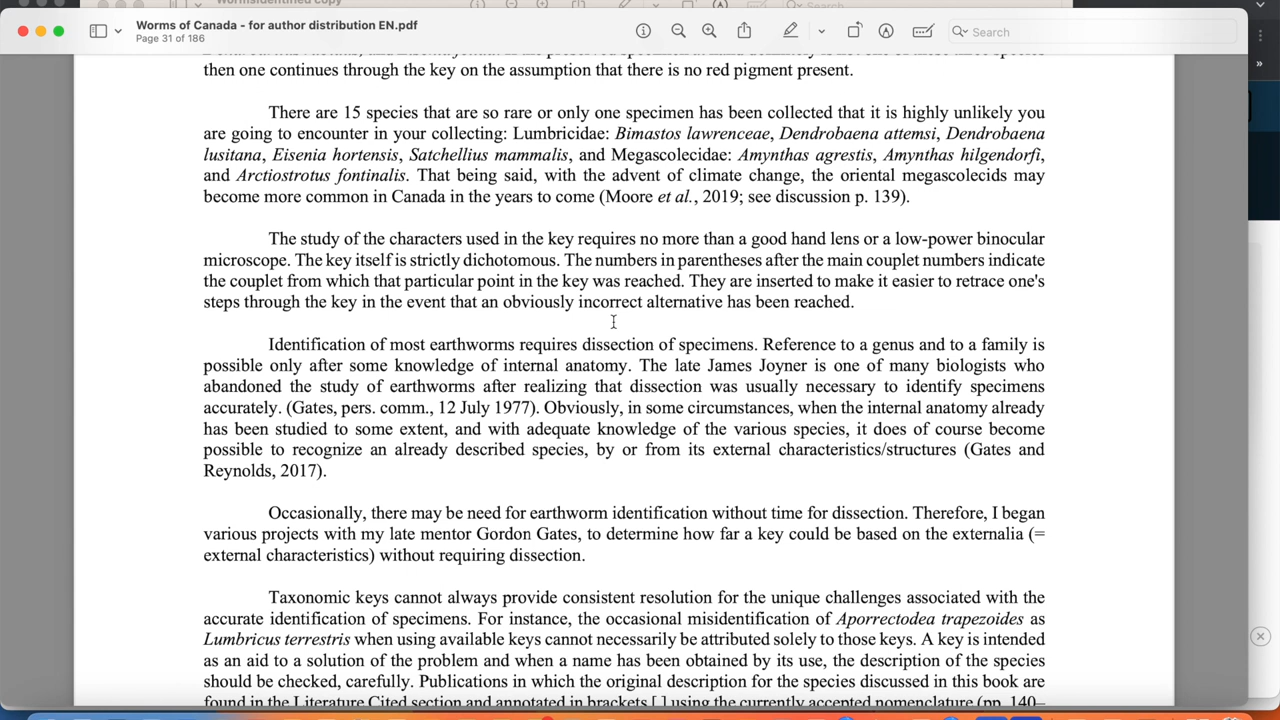 Wormsidentified copy
Search
Worms of Canada - for author distribution EN.pdf
Page 31 of 186
Search
then one continues through the key on the assumption that there is no red pigment present.
There are 15 species that are so rare or only one specimen has been collected that it is highly unlikely you
are going to encounter in your collecting: Lumbricidae: Bimastos lawrenceae, Dendrobaena attemsi, Dendrobaena
lusitana, Eisenia hortensis, Satchellius mammalis, and Megascolecidae: Amynthas agrestis, Amynthas hilgendorfi,
and Arctiostrotus fontinalis. That being said, with the advent of climate change, the oriental megascolecids may
become more common in Canada in the years to come (Moore et al., 2019; see discussion p. 139).
The study of the characters used in the key requires no more than a good hand lens or a low-power binocular
microscope. The key itself is strictly dichotomous. The numbers in parentheses after the main couplet numbers indicate
the couplet from which that particular point in the key was reached. They are inserted to make it easier to retrace one's
steps through the key in the event that an obviously incorrect alternative has been reached.
Identification of most earthworms requires dissection of specimens. Reference to a genus and to a family is
possible only after some knowledge of internal anatomy. The late James Joyner is one of many biologists who
abandoned the study of earthworms after realizing that dissection was usually necessary to identify specimens
accurately. (Gates, pers. comm., 12 July 1977). Obviously, in some circumstances, when the internal anatomy already
has been studied to some extent, and with adequate knowledge of the various species, it does of course become
possible to recognize an already described species, by or from its external characteristics/structures (Gates and
Reynolds, 2017).
Occasionally, there may be need for earthworm identification without time for dissection. Therefore, I began
various projects with my late mentor Gordon Gates, to determine how far a key could be based on the externalia (=
external characteristics) without requiring dissection.
Taxonomic keys cannot always provide consistent resolution for the unique challenges associated with the
accurate identification of specimens. For instance, the occasional misidentification of Aporrectodea trapezoides as
Lumbricus terrestris when using available keys cannot necessarily be attributed solely to those keys. A key is intended
as an aid to a solution of the problem and when a name has been obtained by its use, the description of the species
should be checked, carefully. Publications in which the original description for the species discussed in this book are
found in the Literature Cited section and annotated in brackets [ ] using the currently accepted nomenclature (pp. 140–